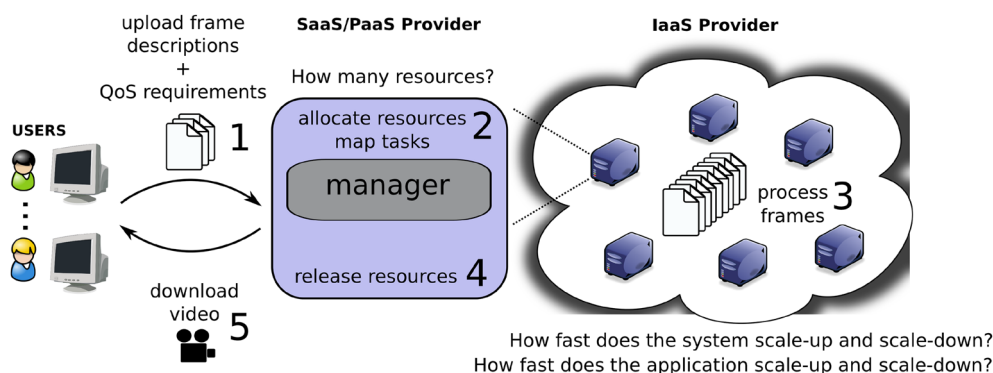 upload frame
descriptions
+
QoS requirements
SaaS/PaaS Provider
IaaS Provider
How many resources?
USERS
1
allocate resources
map tasks
2
manager
process
frames
3
release resources 4
download
video
5
How fast does the system scale-up and scale-down?
How fast does the application scale-up and scale-down?